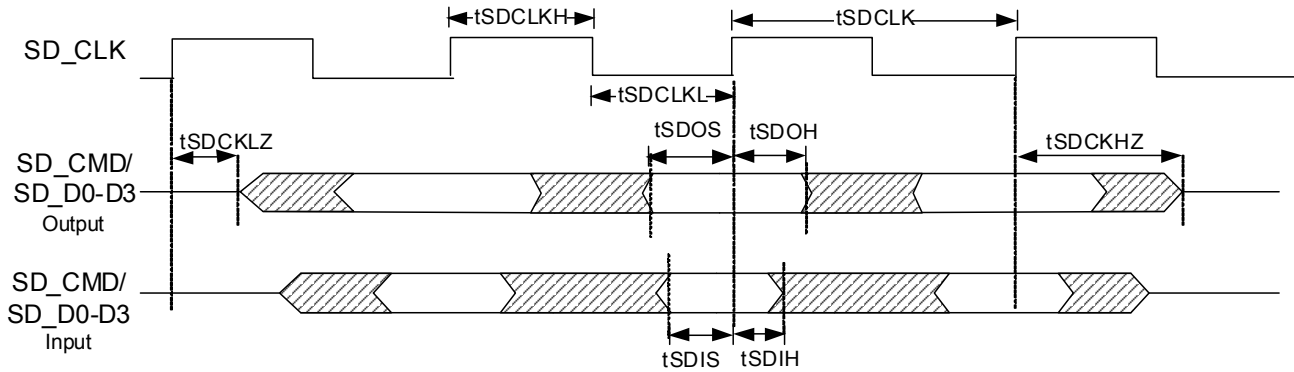 tSDCLKH
tSDCLK
SD_CLK
tSDCLKL
tSDCKLZ
tSDOS
tSDOH
tSDCKHZ
SD_CMD/
SD_D0-D3
Output
SD_CMD/
SD_D0-D3
Input
tSDIS
tSDIH